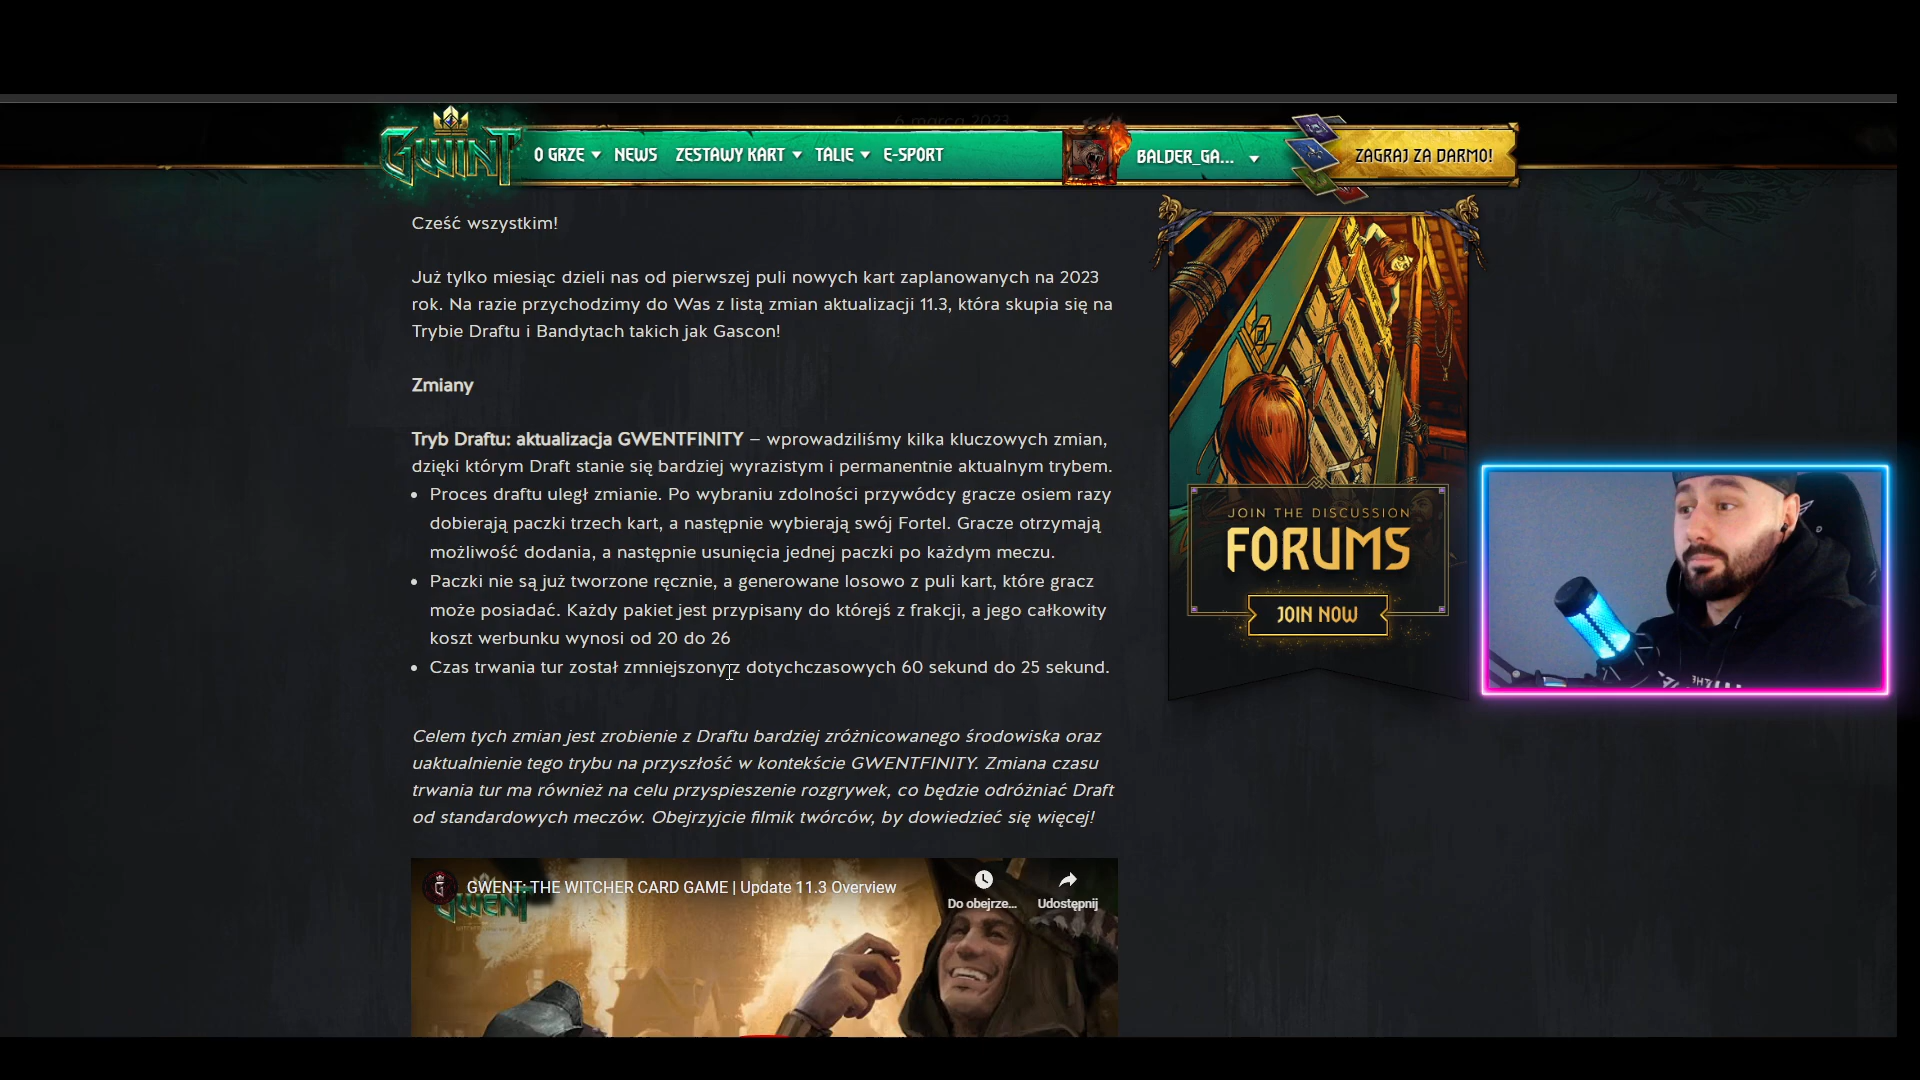 6 marca 2023
GWINT
O GRZE NEWS ZESTAWY KART TALIE E-SPORT
BALDER_GA...
ZAGRAJ ZA DARMO!
Cześć wszystkim!
Już tylko miesiąc dzieli nas od pierwszej puli nowych kart zaplanowanych na 2023
rok. Na razie przychodzimy do Was z listą zmian aktualizacji 11.3, która skupia się na
Trybie Draftu i Bandytach takich jak Gascon!
Zmiany
Tryb Draftu: aktualizacja GWENTFINITY – wprowadziliśmy kilka kluczowych zmian,
dzięki którym Draft stanie się bardziej wyrazistym i permanentnie aktualnym trybem.
• Proces draftu uległ zmianie. Po wybraniu zdolności przywódcy gracze osiem razy
dobierają paczki trzech kart, a następnie wybierają swój Fortel. Gracze otrzymają
możliwość dodania, a następnie usunięcia jednej paczki po każdym meczu.
• Paczki nie są już tworzone ręcznie, a generowane losowo z puli kart, które gracz
może posiadać. Każdy pakiet jest przypisany do którejś z frakcji, a jego całkowity
koszt werbunku wynosi od 20 do 26
• Czas trwania tur został zmniejszony z dotychczasowych 60 sekund do 25 sekund.
Celem tych zmian jest zrobienie z Draftu bardziej zróżnicowanego środowiska oraz
uaktualnienie tego trybu na przyszłość w kontekście GWENTFINITY. Zmiana czasu
trwania tur ma również na celu przyspieszenie rozgrywek, co będzie odróżniać Draft
od standardowych meczów. Obejrzyjcie filmik twórców, by dowiedzieć się więcej!
GWENT: THE WITCHER CARD GAME | Update 11.3 Overview
Do obejrze...
Udostępnij
GWENT
JOIN THE DISCUSSION
FORUMS
JOIN NOW